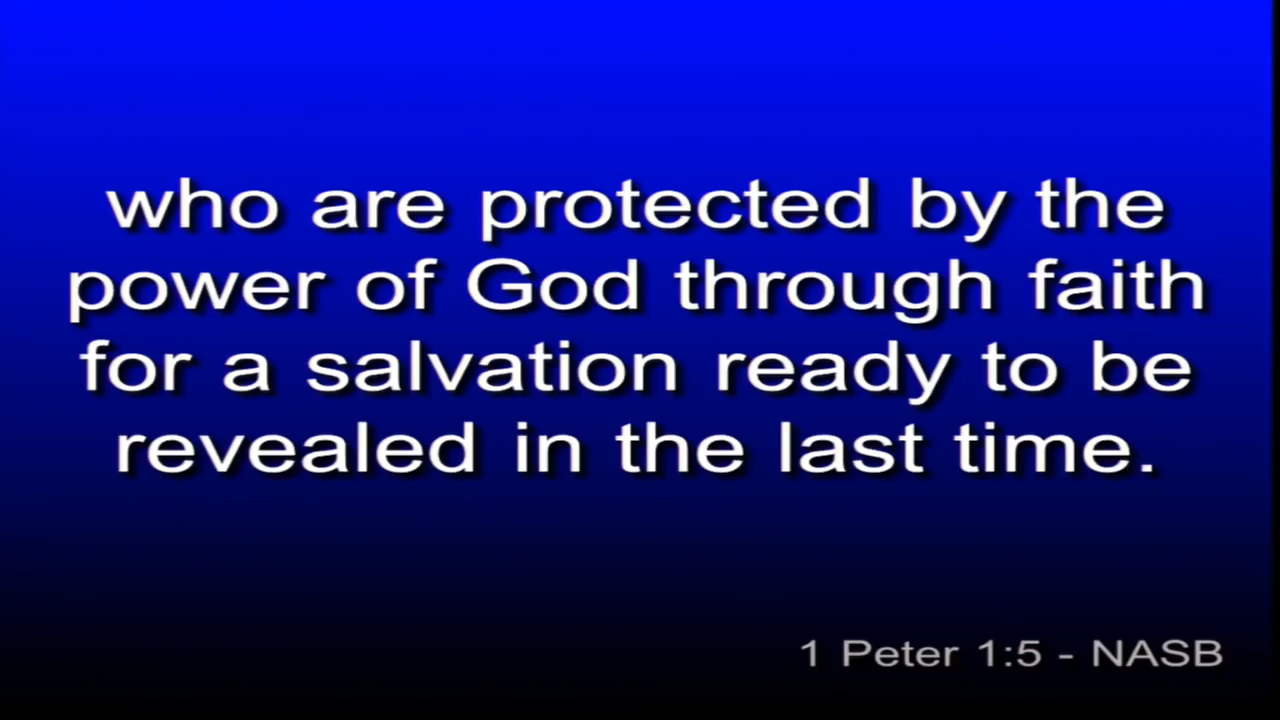 who are protected by the
power of God through faith
for a salvation ready to be
revealed in the last time.
1 Peter 1:5 - NASB